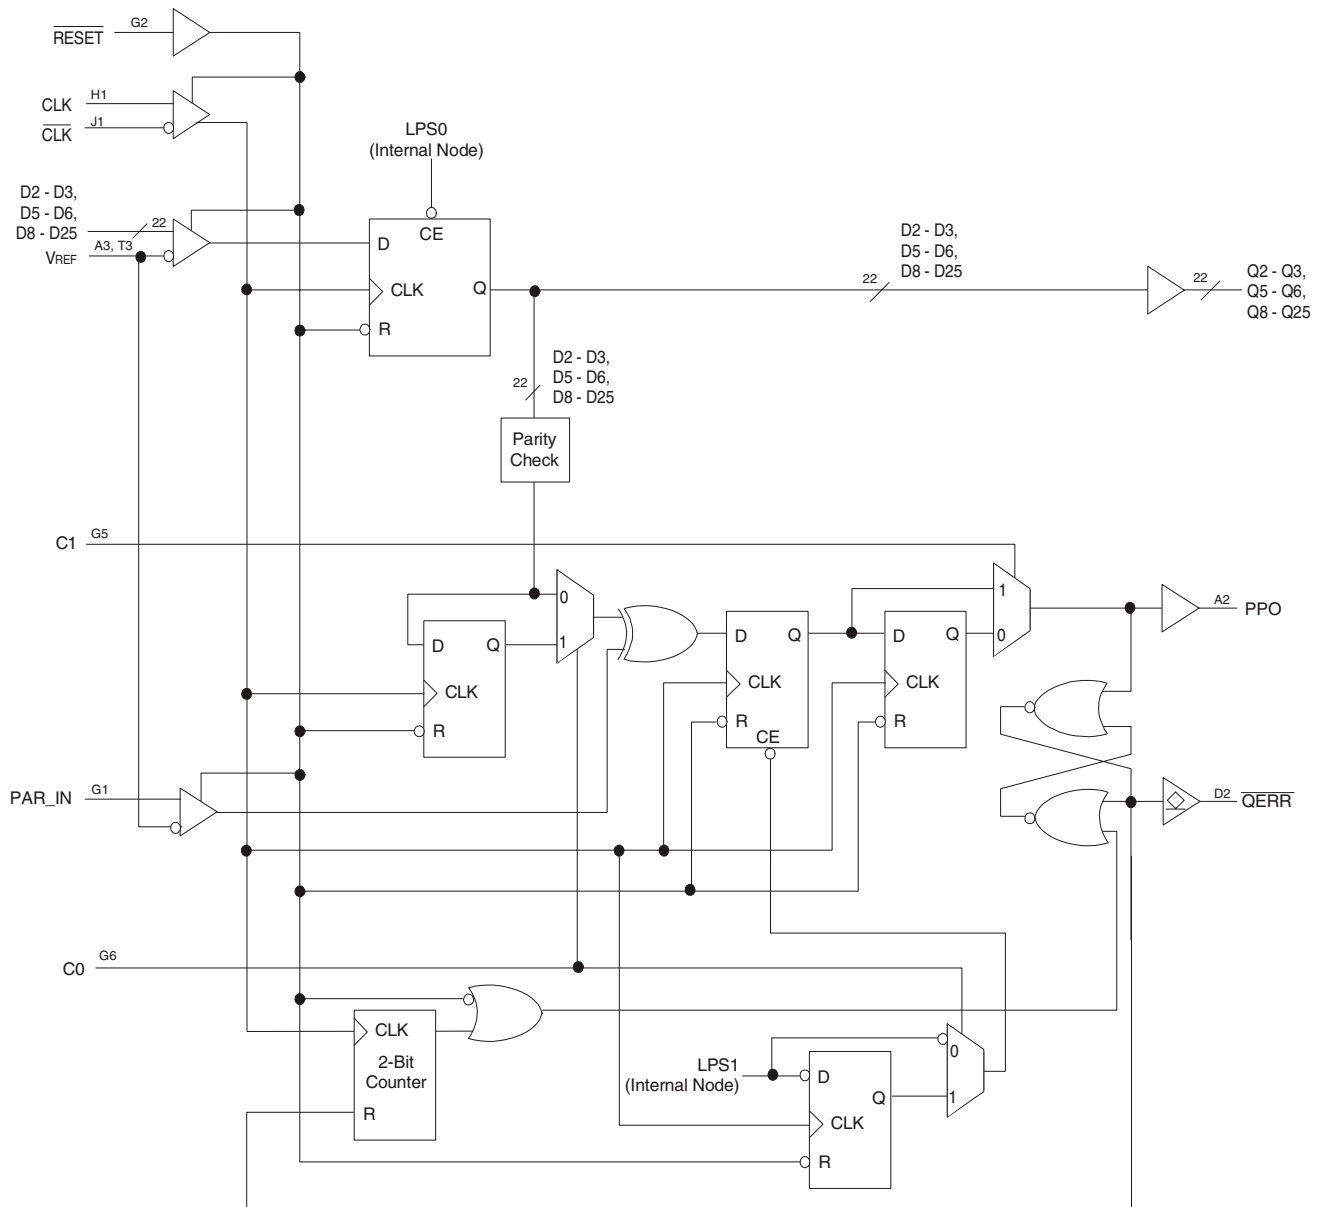 RESET
G2
CLK
H1
CLK
J1
LPS0
(Internal Node)
D2 - D3,
D5 - D6,
D8 - D25
22
VREF
A3, T3
CE
D
CLK
Q
R
D2 - D3,
D5 - D6,
D8 - D25
22
22
Q2 - Q3,
Q5 - Q6,
Q8 - Q25
D2 - D3,
D5 - D6,
D8 - D25
22
Parity
Check
C1
G5
0
1
D
Q
CLK
R
D
Q
CLK
R
CE
D
Q
CLK
R
1
0
A2
PPO
PAR_IN
G1
D2
QERR
C0
G6
CLK
2-Bit
Counter
R
LPS1
(Internal Node)
D
Q
CLK
R
0
1